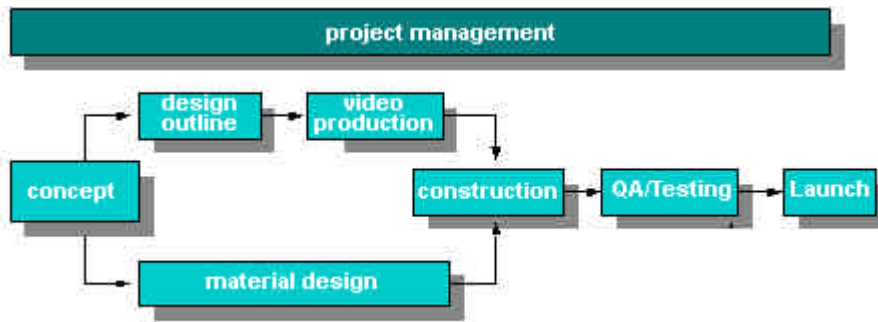 project management
design
outline
video
production
concept
construction
QA/Testing
Launch
material design